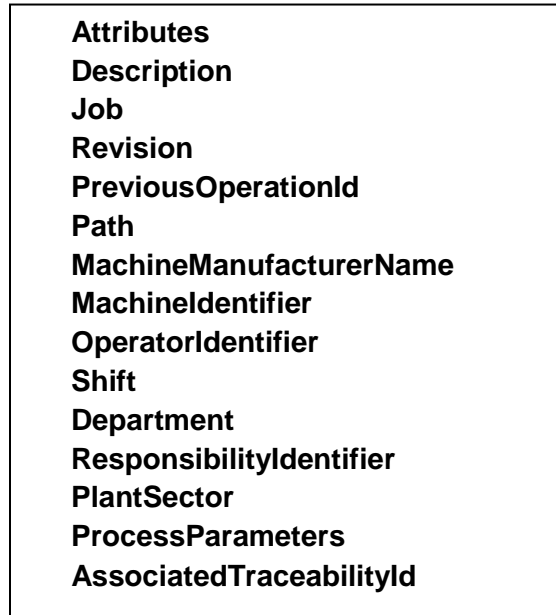 Attributes
Description
Job
Revision
PreviousOperationId
Path
MachineManufacturerName
MachineIdentifier
OperatorIdentifier
Shift
Department
ResponsibilityIdentifier
PlantSector
ProcessParameters
AssociatedTraceabilityId